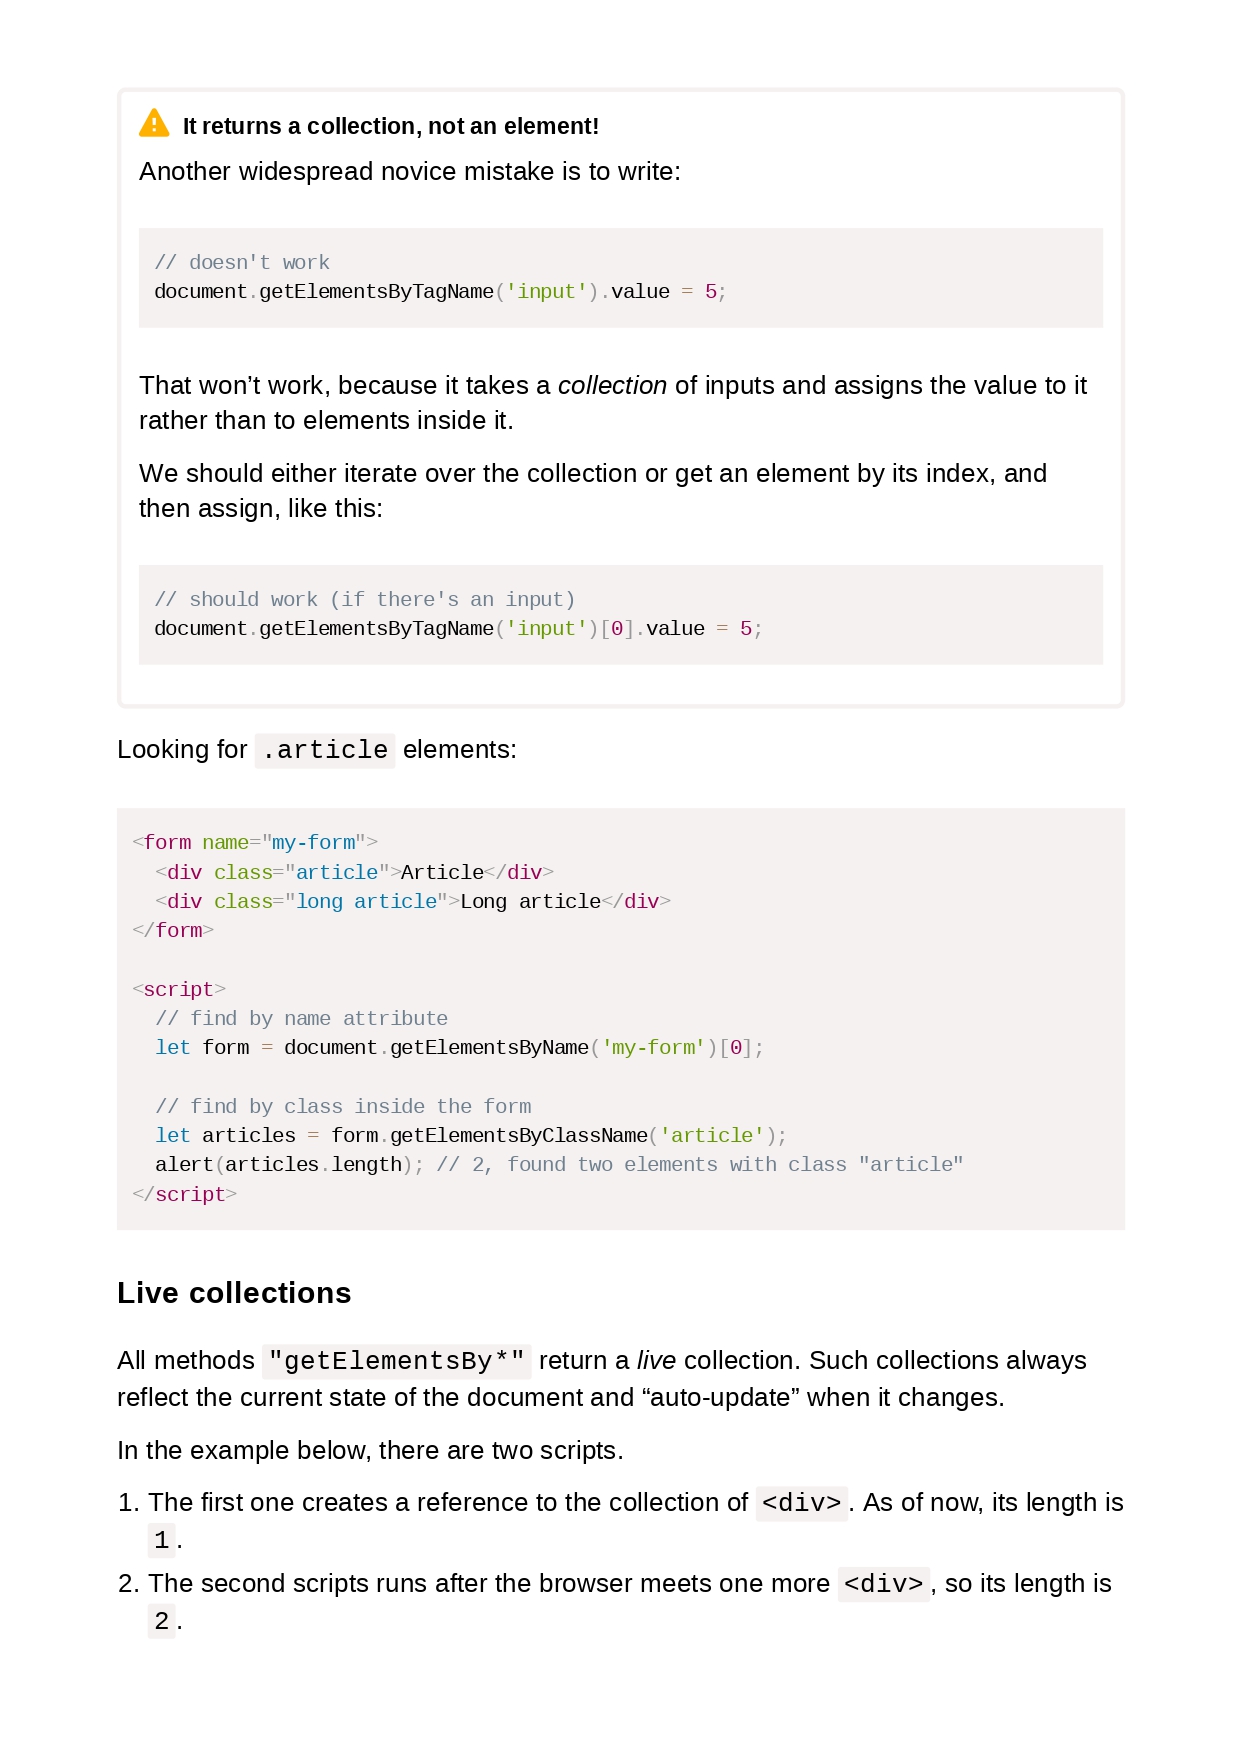 It returns a collection, not an element!
Another widespread novice mistake is to write:
// doesn't work
document.getElementsByTagName('input').value = 5;
That won’t work, because it takes a collection of inputs and assigns the value to it
rather than to elements inside it.
We should either iterate over the collection or get an element by its index, and
then assign, like this:
// should work (if there's an input)
document.getElementsByTagName('input')[0].value = 5;
Looking for .article elements:
<form name="my-form">
  <div class="article">Article</div>
  <div class="long article">Long article</div>
</form>
<script>
  // find by name attribute
  let form = document.getElementsByName('my-form')[0];
  // find by class inside the form
  let articles = form.getElementsByClassName('article');
  alert(articles.length); // 2, found two elements with class "article"
</script>
Live collections
All methods "getElementsBy*" return a live collection. Such collections always
reflect the current state of the document and “auto-update” when it changes.
In the example below, there are two scripts.
1. The first one creates a reference to the collection of <div>. As of now, its length is
1.
2. The second scripts runs after the browser meets one more <div>, so its length is
2.